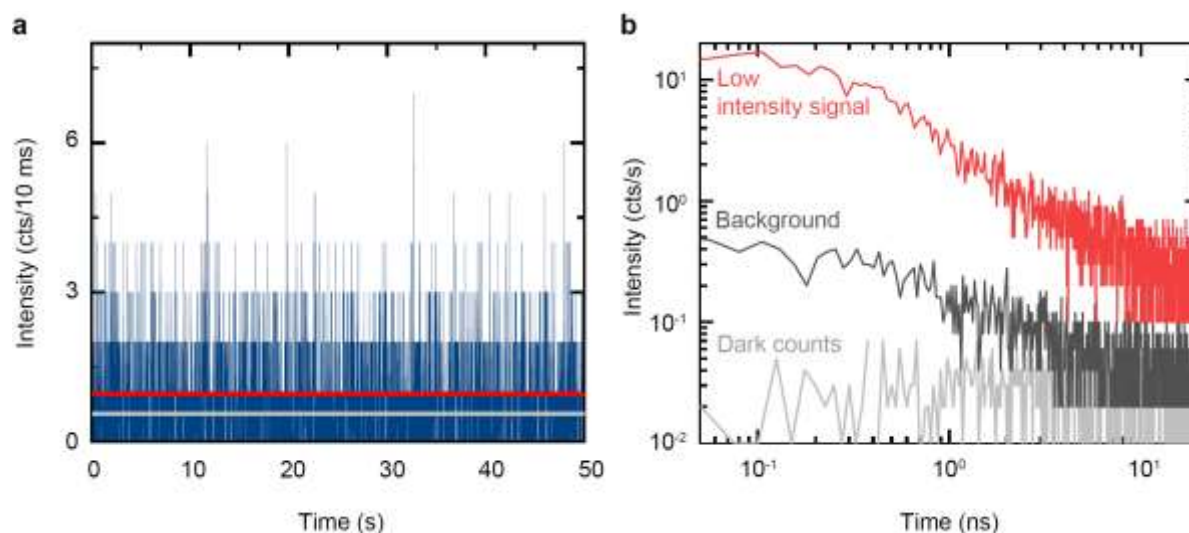 a
Intensity (cts/10 ms)
6
3
0
0 10 20 30 40 50
Time (s)
b
Intensity (cts/s)
10¹
10⁰
10⁻¹
10⁻²
Low
intensity signal
Background
Dark counts
10⁻¹ 10⁰ 10¹
Time (ns)